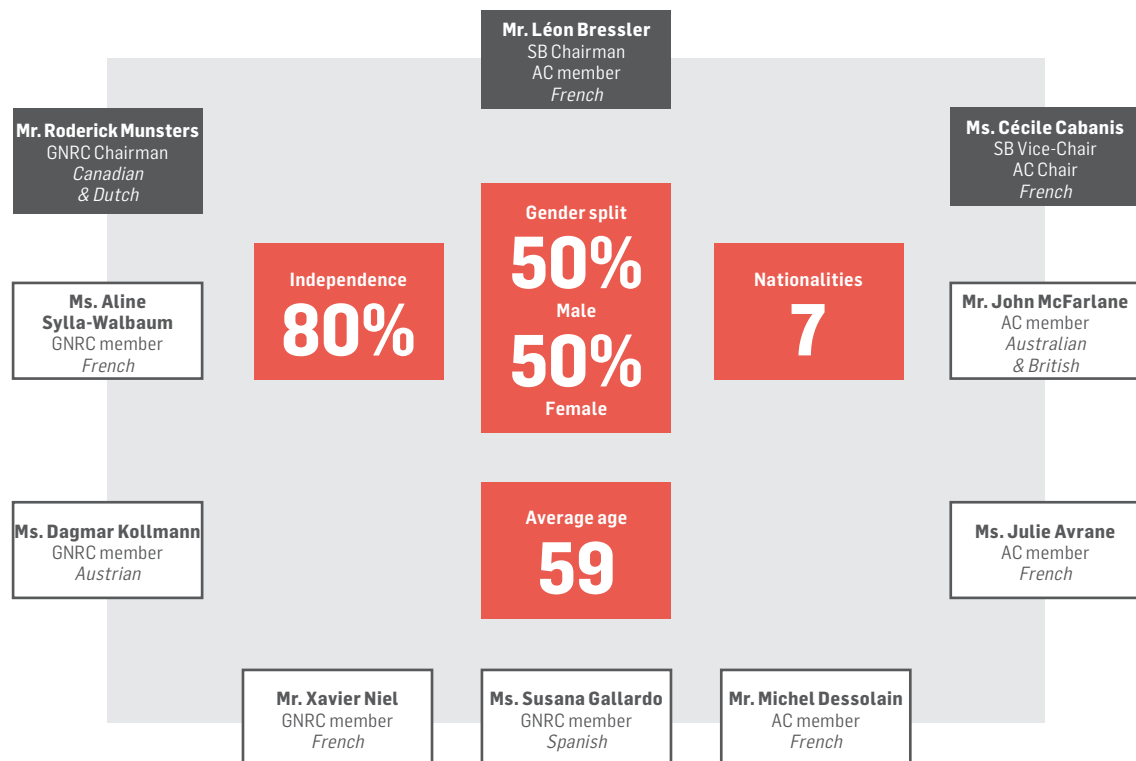 Mr. Léon Bressler
SB Chairman
AC member
French
Mr. Roderick Munsters
GNRC Chairman
Canadian
& Dutch
Ms. Cécile Cabanis
SB Vice-Chair
AC Chair
French
Gender split
50%
Male
50%
Female
Independence
80%
Nationalities
7
Ms. Aline
Sylla-Walbaum
GNRC member
French
Mr. John McFarlane
AC member
Australian
& British
Average age
59
Ms. Dagmar Kollmann
GNRC member
Austrian
Ms. Julie Avrane
AC member
French
Mr. Xavier Niel
GNRC member
French
Ms. Susana Gallardo
GNRC member
Spanish
Mr. Michel Dessolain
AC member
French